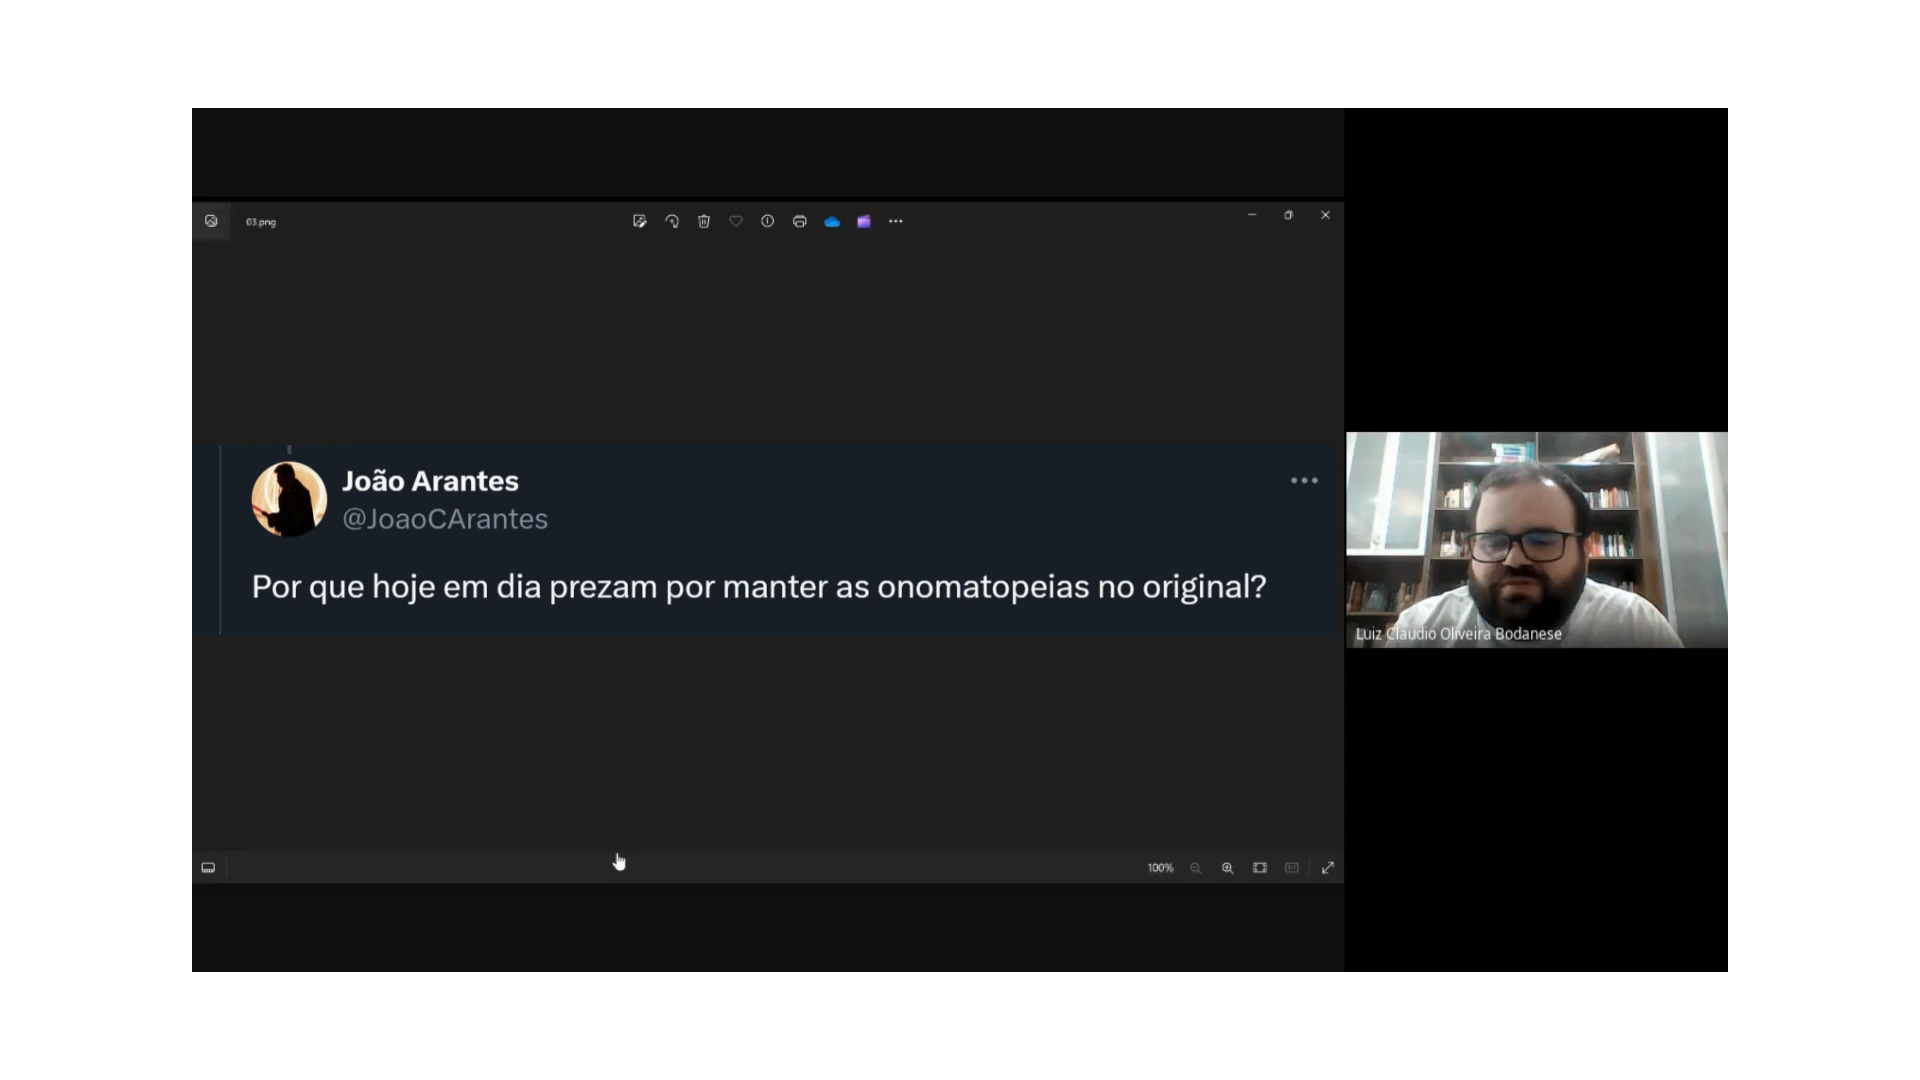 03.png
João Arantes
@JoaoCArantes
Por que hoje em dia prezam por manter as onomatopeias no original?
Luiz Claudio Oliveira Bodanese
100%